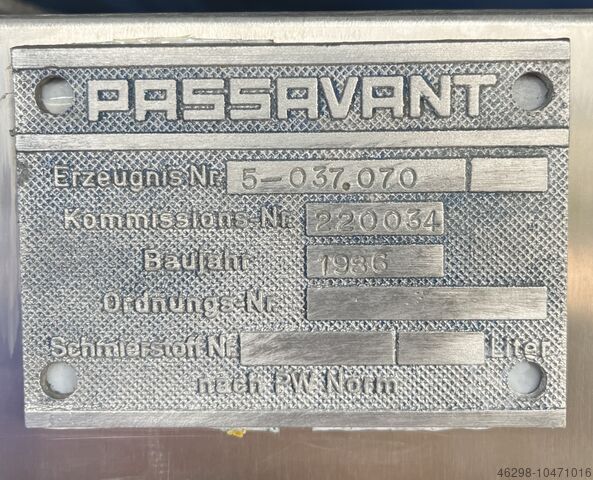 PASSAVANT
Erzeugnis Nr. 5-037.070
Kommissions-Nr. 220034
Baujahr 1986
Ordnungs-Nr.
Schmierstoff Nr. Liter
nach PW Norm
46298-10471016